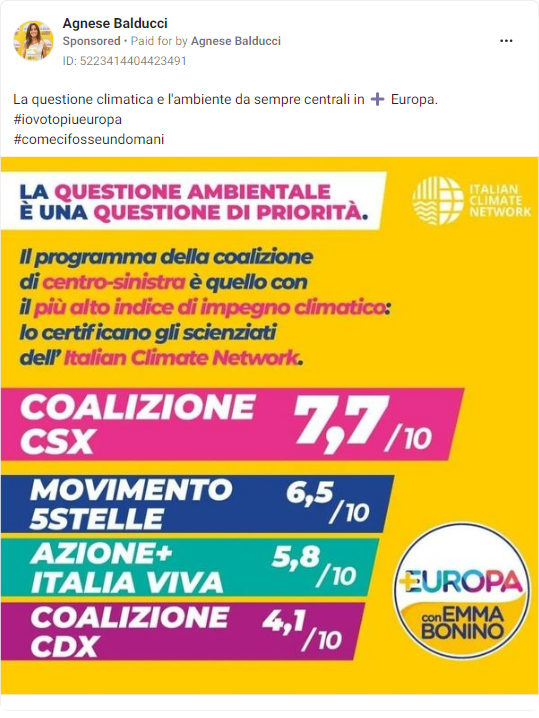 Agnese Balducci
Sponsored • Paid for by Agnese Balducci
ID: 5223414404423491
La questione climatica e l'ambiente da sempre centrali in ➕ Europa.
#iovotopiueuropa
#comecifosseundomani
LA QUESTIONE AMBIENTALE
È UNA QUESTIONE DI PRIORITÀ.
ITALIAN
CLIMATE
NETWORK
Il programma della coalizione
di centro-sinistra è quello con
il più alto indice di impegno climatico:
lo certificano gli scienziati
dell' Italian Climate Network.
COALIZIONE
CSX
7,7/10
MOVIMENTO
5STELLE
6,5/10
AZIONE+
ITALIA VIVA
5,8/10
COALIZIONE
CDX
4,1/10
+EUROPA
con EMMA
BONINO